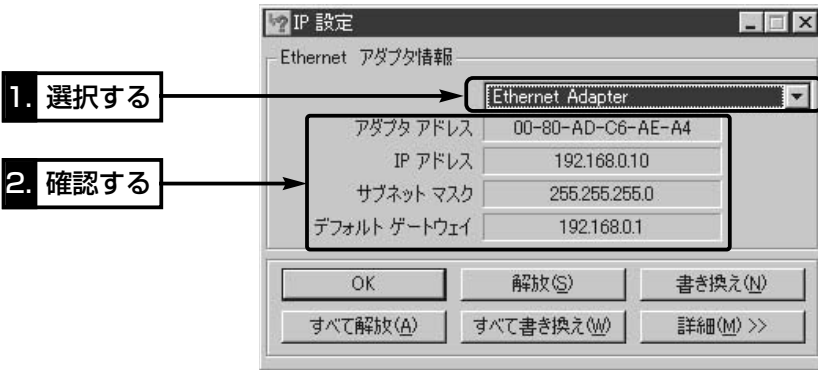 IP 設定
Ethernet アダプタ情報
1. 選択する
Ethernet Adapter
アダプタ アドレス 00-80-AD-C6-AE-A4
IP アドレス 192.168.0.10
2. 確認する
サブネット マスク 255.255.255.0
デフォルト ゲートウェイ 192.168.0.1
OK 解放(S) 書き換え(N)
すべて解放(A) すべて書き換え(W) 詳細(M) >>